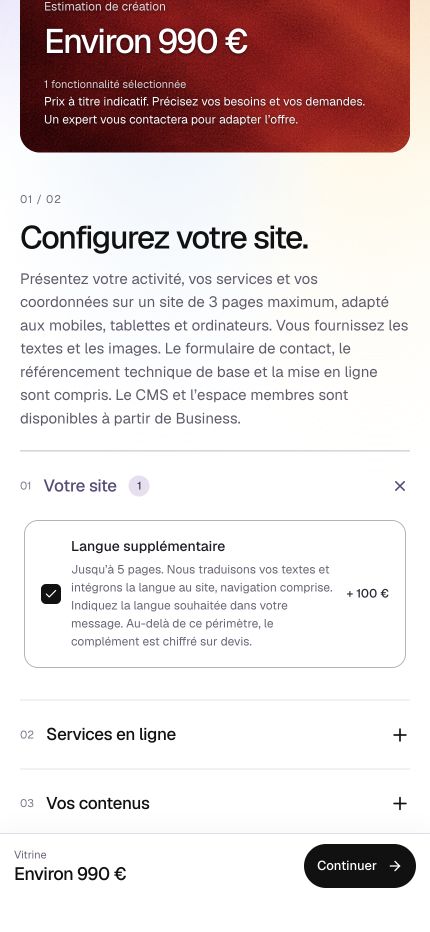 Estimation de création
Environ 990 €
1 fonctionnalité sélectionnée
Prix à titre indicatif. Précisez vos besoins et vos demandes.
Un expert vous contactera pour adapter l’offre.
01 / 02
Configurez votre site.
Présentez votre activité, vos services et vos
coordonnées sur un site de 3 pages maximum, adapté
aux mobiles, tablettes et ordinateurs. Vous fournissez les
textes et les images. Le formulaire de contact, le
référencement technique de base et la mise en ligne
sont compris. Le CMS et l’espace membres sont
disponibles à partir de Business.
01 Votre site 1
Langue supplémentaire
Jusqu’à 5 pages. Nous traduisons vos textes et
intégrons la langue au site, navigation comprise.
+ 100 €
Indiquez la langue souhaitée dans votre
message. Au-delà de ce périmètre, le
complément est chiffré sur devis.
02 Services en ligne
03 Vos contenus
Vitrine
Environ 990 €
Continuer